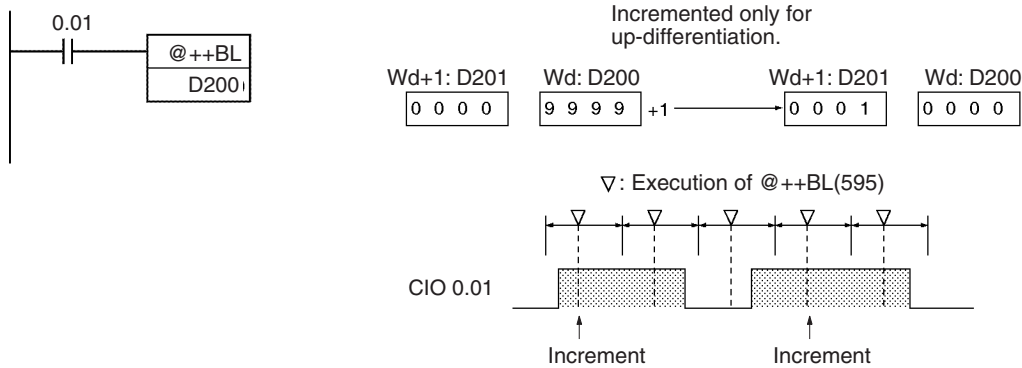 0.01
@++BL
D200
Incremented only for
up-differentiation.
Wd+1: D201 Wd: D200 Wd+1: D201 Wd: D200
0 0 0 0 9 9 9 9 +1 0 0 0 1 0 0 0 0
▽: Execution of @++BL(595)
CIO 0.01
Increment Increment